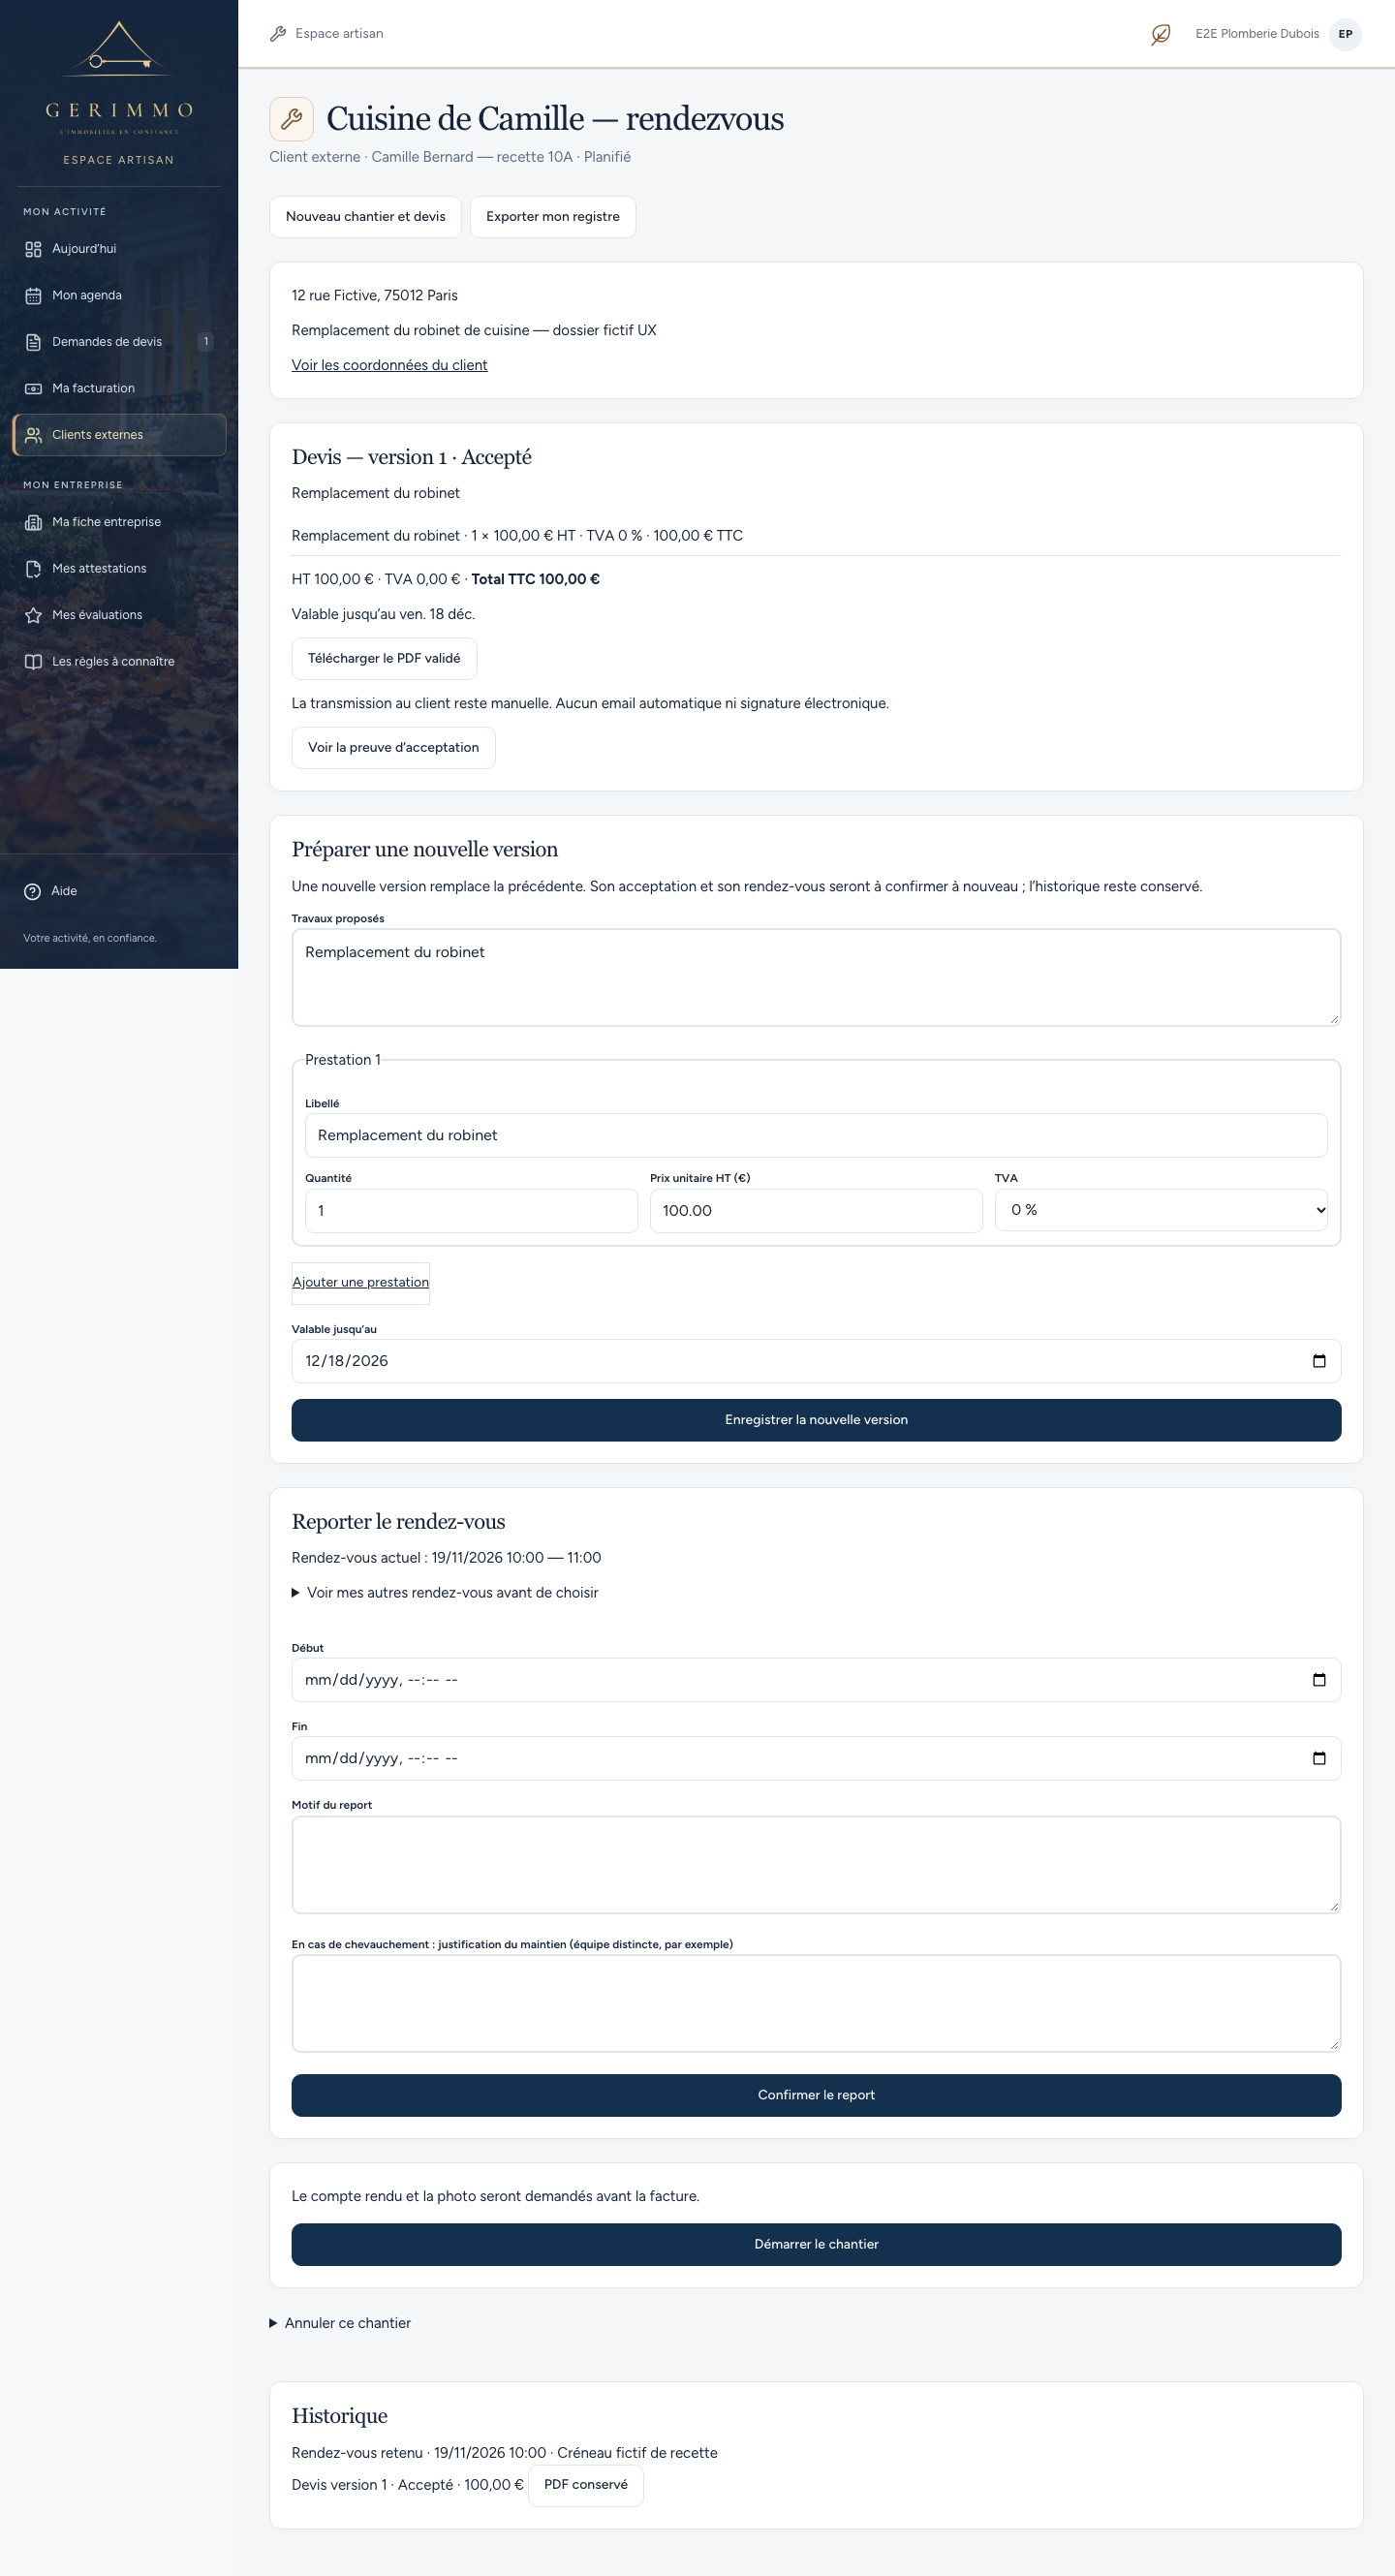 GERIMMO
L'IMMOBILIER EN CONFIANCE
ESPACE ARTISAN
MON ACTIVITÉ
Aujourd'hui
Mon agenda
Demandes de devis 1
Ma facturation
Clients externes
MON ENTREPRISE
Ma fiche entreprise
Mes attestations
Mes évaluations
Les règles à connaître
Aide
Votre activité, en confiance.
Espace artisan
E2E Plomberie Dubois EP
Cuisine de Camille — rendezvous
Client externe · Camille Bernard — recette 10A · Planifié
Nouveau chantier et devis
Exporter mon registre
12 rue Fictive, 75012 Paris
Remplacement du robinet de cuisine — dossier fictif UX
Voir les coordonnées du client
Devis — version 1 · Accepté
Remplacement du robinet
Remplacement du robinet · 1 × 100,00 € HT · TVA 0 % · 100,00 € TTC
HT 100,00 € · TVA 0,00 € · Total TTC 100,00 €
Valable jusqu'au ven. 18 déc.
Télécharger le PDF validé
La transmission au client reste manuelle. Aucun email automatique ni signature électronique.
Voir la preuve d'acceptation
Préparer une nouvelle version
Une nouvelle version remplace la précédente. Son acceptation et son rendez-vous seront à confirmer à nouveau ; l'historique reste conservé.
Travaux proposés
Remplacement du robinet
Prestation 1
Libellé
Remplacement du robinet
Quantité
1
Prix unitaire HT (€)
100.00
TVA
0 %
Ajouter une prestation
Valable jusqu'au
12/18/2026
Enregistrer la nouvelle version
Reporter le rendez-vous
Rendez-vous actuel : 19/11/2026 10:00 — 11:00
Voir mes autres rendez-vous avant de choisir
Début
mm/dd/yyyy, --:-- --
Fin
mm/dd/yyyy, --:-- --
Motif du report
En cas de chevauchement : justification du maintien (équipe distincte, par exemple)
Confirmer le report
Le compte rendu et la photo seront demandés avant la facture.
Démarrer le chantier
Annuler ce chantier
Historique
Rendez-vous retenu · 19/11/2026 10:00 · Créneau fictif de recette
Devis version 1 · Accepté · 100,00 € PDF conservé